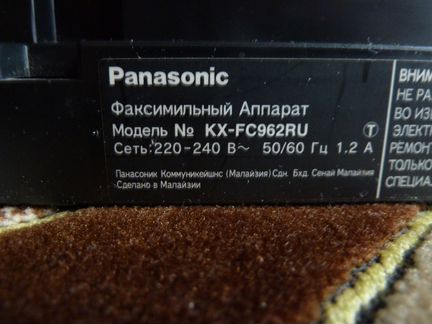 Panasonic
Факсимильный Аппарат
Модель № KX-FC962RU
Сеть: 220-240 В~ 50/60 Гц 1.2 А
Панасоник Коммуникейшнс (Малайзия) Сдн. Бхд. Сенай Малайзия
Сделано в Малайзии
T
ВНИМ
НЕ РА
ВО ИЗ
ЭЛЕКТ
РЕМОН
ТОЛЬКО
СПЕЦИА